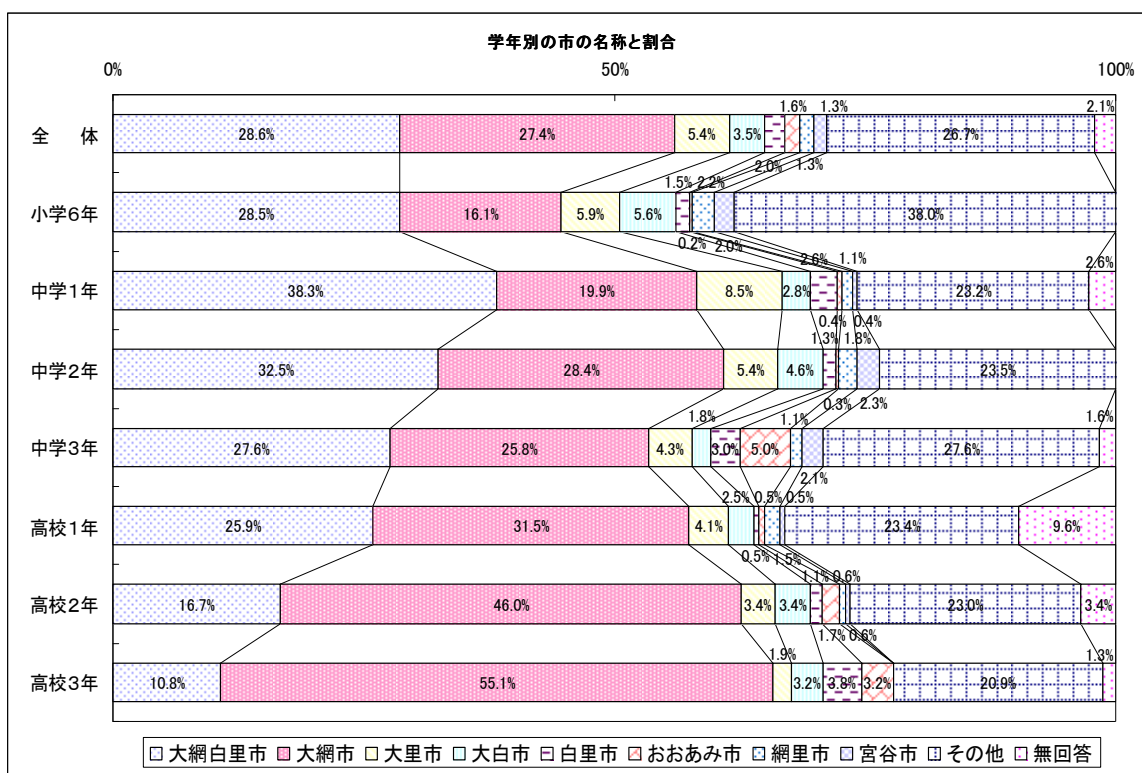 学年別の市の名称と割合
0% 50% 100%
1.6% 1.3% 2.1%
全 体 28.6% 27.4% 5.4% 3.5% 26.7%
2.0% 1.3%
1.5% 2.2%
小学6年 28.5% 16.1% 5.9% 5.6% 38.0%
0.2% 2.0%
2.6% 1.1% 2.6%
中学1年 38.3% 19.9% 8.5% 2.8% 23.2%
0.4% 0.4%
1.3% 1.8%
中学2年 32.5% 28.4% 5.4% 4.6% 23.5%
0.3% 2.3%
1.8% 1.1% 1.6%
中学3年 27.6% 25.8% 4.3% 3.0% 5.0% 27.6%
2.1%
2.5% 0.5% 0.5%
高校1年 25.9% 31.5% 4.1% 23.4% 9.6%
0.5% 1.5%
1.1% 0.6%
高校2年 16.7% 46.0% 3.4% 3.4% 23.0% 3.4%
1.7% 0.6%
1.9% 1.3%
高校3年 10.8% 55.1% 3.2% 3.8% 3.2% 20.9%
大網白里市 大網市 大里市 大白市 白里市 おおあみ市 網里市 宮谷市 その他 無回答